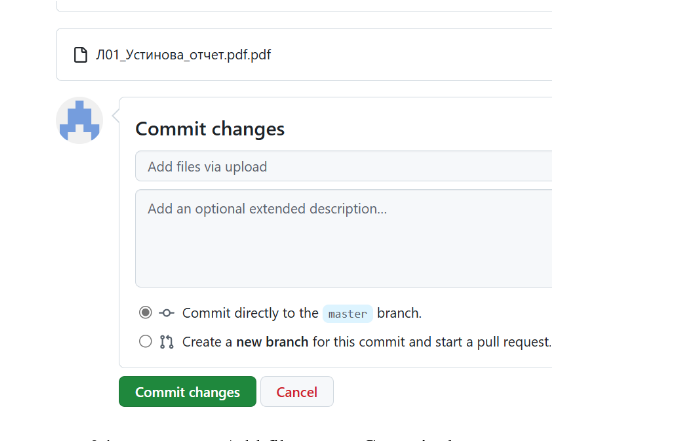 Л01_Устинова_отчет.pdf.pdf
Commit changes
Add files via upload
Add an optional extended description...
Commit directly to the master branch.
Create a new branch for this commit and start a pull request.
Commit changes
Cancel